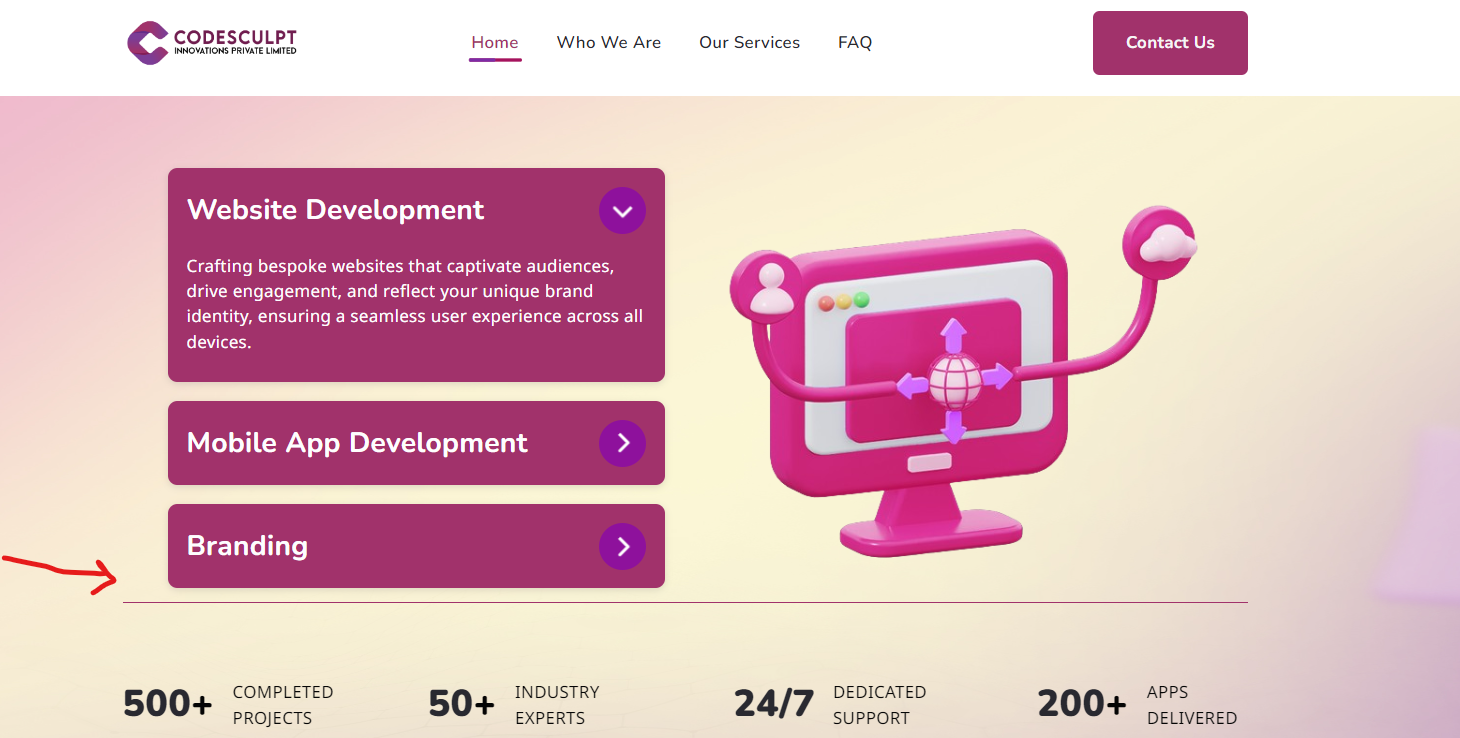 CODESCULPT
INNOVATIONS PRIVATE LIMITED
Home
Who We Are
Our Services
FAQ
Contact Us
Website Development
Crafting bespoke websites that captivate audiences,
drive engagement, and reflect your unique brand
identity, ensuring a seamless user experience across all
devices.
Mobile App Development
Branding
500+
COMPLETED
PROJECTS
50+
INDUSTRY
EXPERTS
24/7
DEDICATED
SUPPORT
200+
APPS
DELIVERED